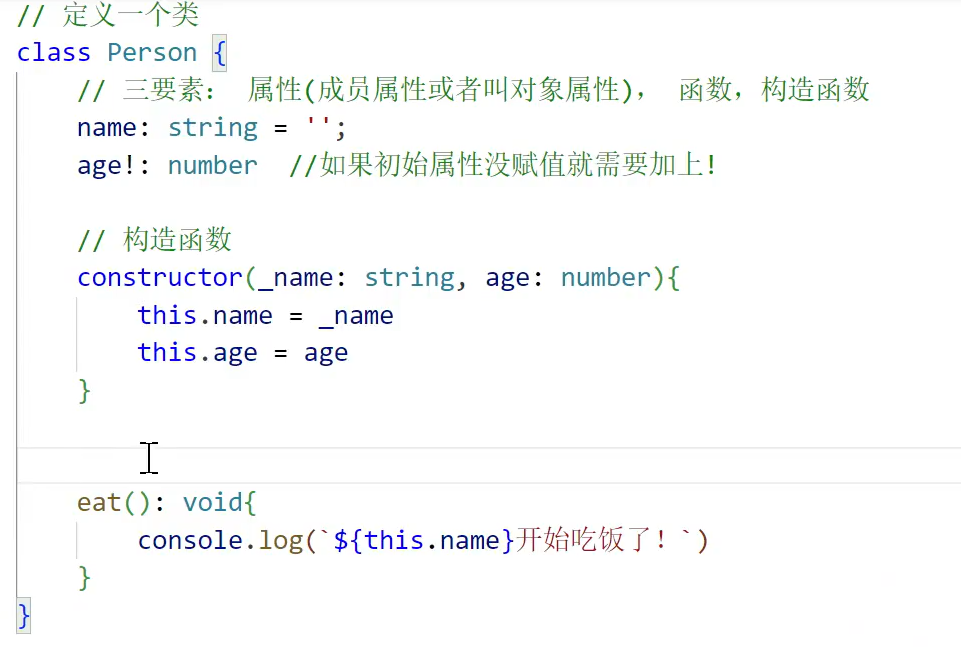 // 定义一个类
class Person {
// 三要素： 属性(成员属性或者叫对象属性)， 函数，构造函数
name: string = '';
age!: number  //如果初始属性没赋值就需要加上!
// 构造函数
constructor(_name: string, age: number){
this.name = _name
this.age = age
}
eat(): void{
console.log(`${this.name}开始吃饭了！`)
}
}